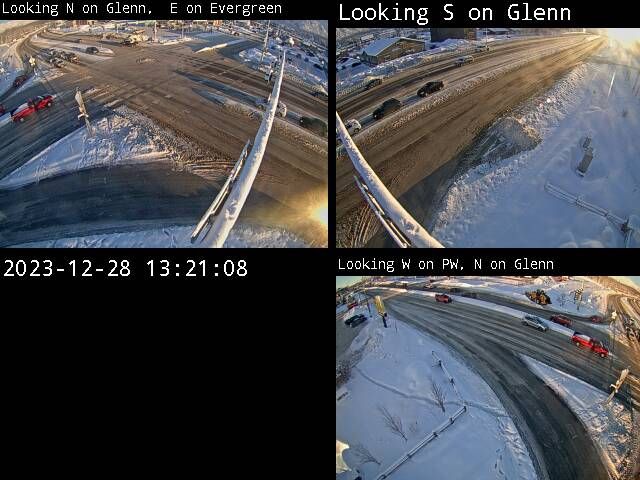 Looking N on Glenn,  E on Evergreen
Looking S on Glenn
2023-12-28 13:21:08
Looking W on PW, N on Glenn